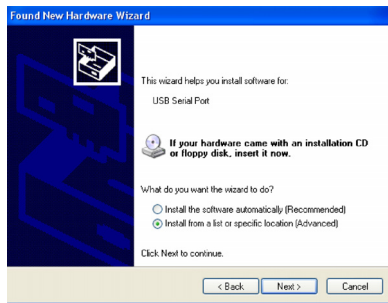 Found New Hardware Wizard
This wizard helps you install software for:
USB Serial Port
If your hardware came with an installation CD
or floppy disk, insert it now.
What do you want the wizard to do?
Install the software automatically (Recommended)
Install from a list or specific location (Advanced)
Click Next to continue.
< Back Next > Cancel